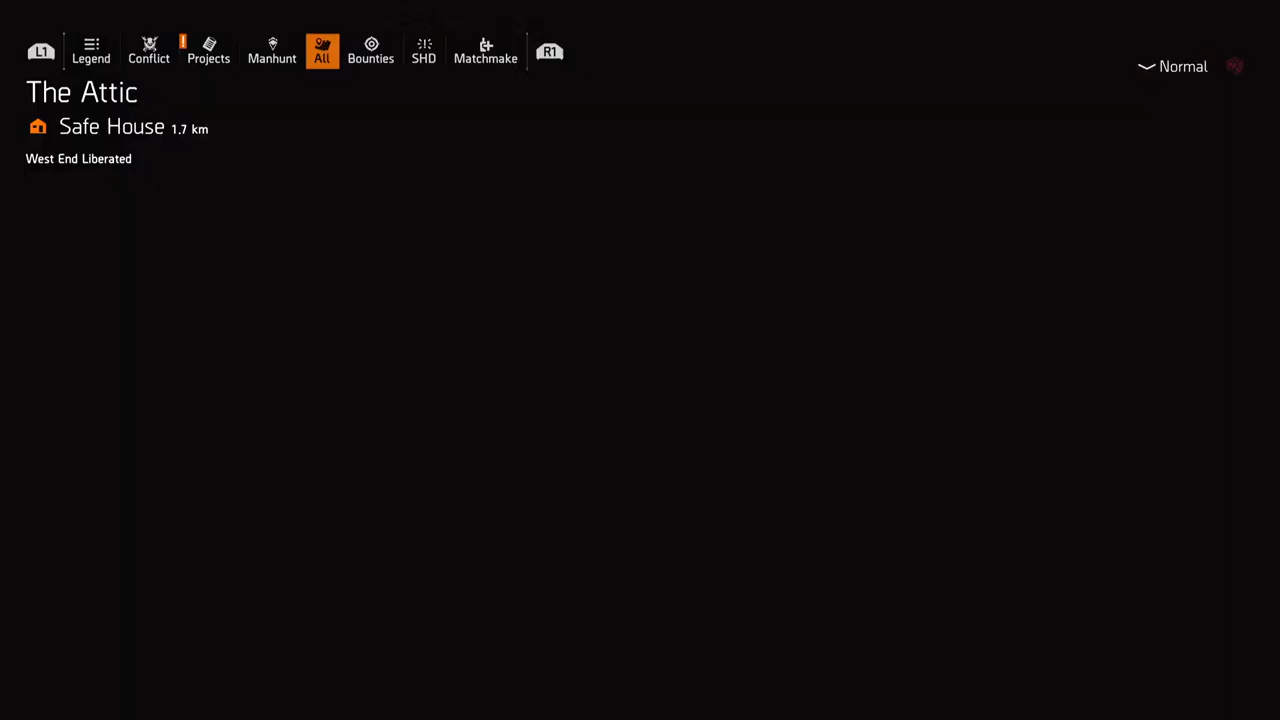 L1 Legend Conflict Projects Manhunt All Bounties SHD Matchmake R1
Normal
The Attic
Safe House 1.7 km
West End Liberated